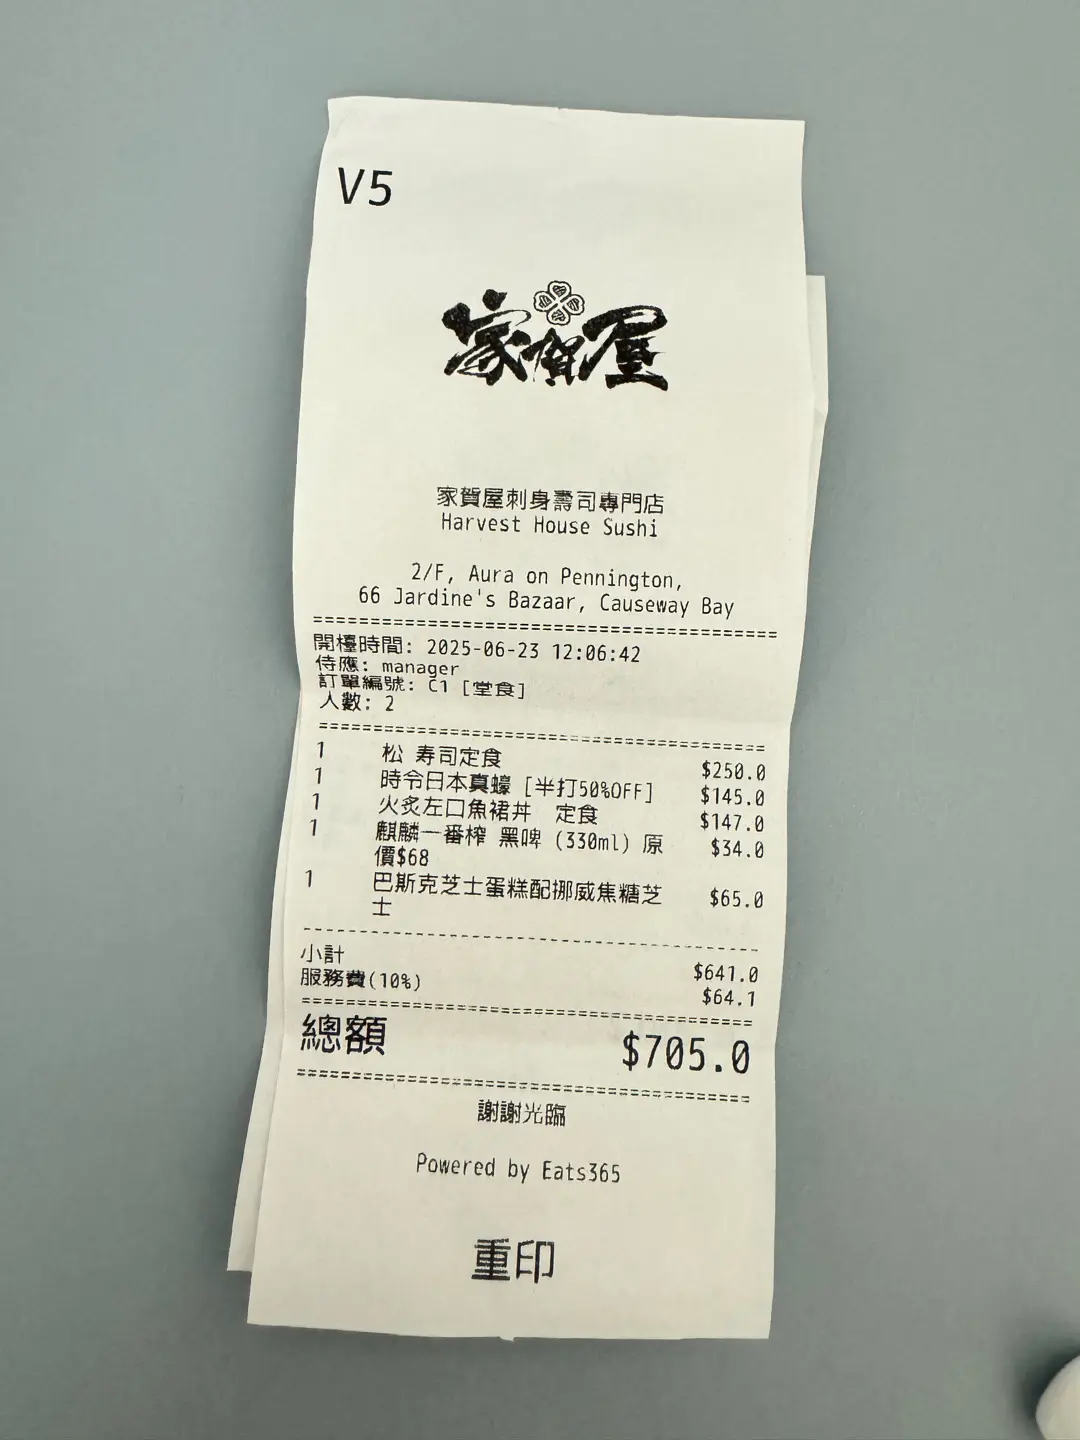 V5
家賀屋
家賀屋刺身壽司專門店
Harvest House Sushi
2/F, Aura on Pennington,
66 Jardine's Bazaar, Causeway Bay
開檯時間: 2025-06-23 12:06:42
侍應: manager
訂單編號: C1 [堂食]
人數: 2
1 松 寿司定食 $250.0
1 時令日本真蠔 [半打50%OFF] $145.0
1 火炙左口魚裙丼 定食 $147.0
1 麒麟一番榨 黑啤 (330ml) 原 $34.0
價$68
1 巴斯克芝士蛋糕配挪威焦糖芝 $65.0
士
小計 $641.0
服務費(10%) $64.1
總額 $705.0
謝謝光臨
Powered by Eats365
重印